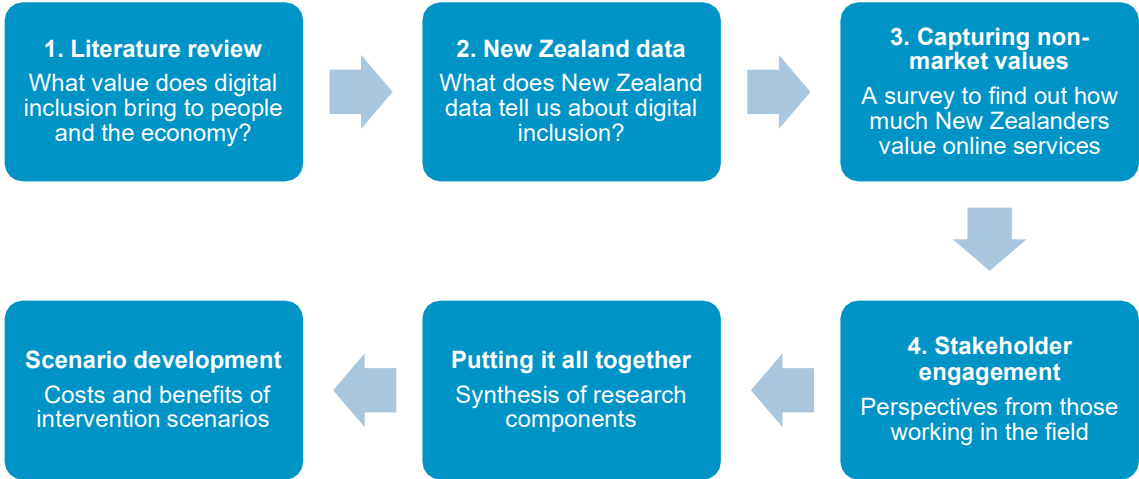 1. Literature review
What value does digital
inclusion bring to people
and the economy?
2. New Zealand data
What does New Zealand
data tell us about digital
inclusion?
3. Capturing non-
market values
A survey to find out how
much New Zealanders
value online services
4. Stakeholder
engagement
Perspectives from those
working in the field
Putting it all together
Synthesis of research
components
Scenario development
Costs and benefits of
intervention scenarios